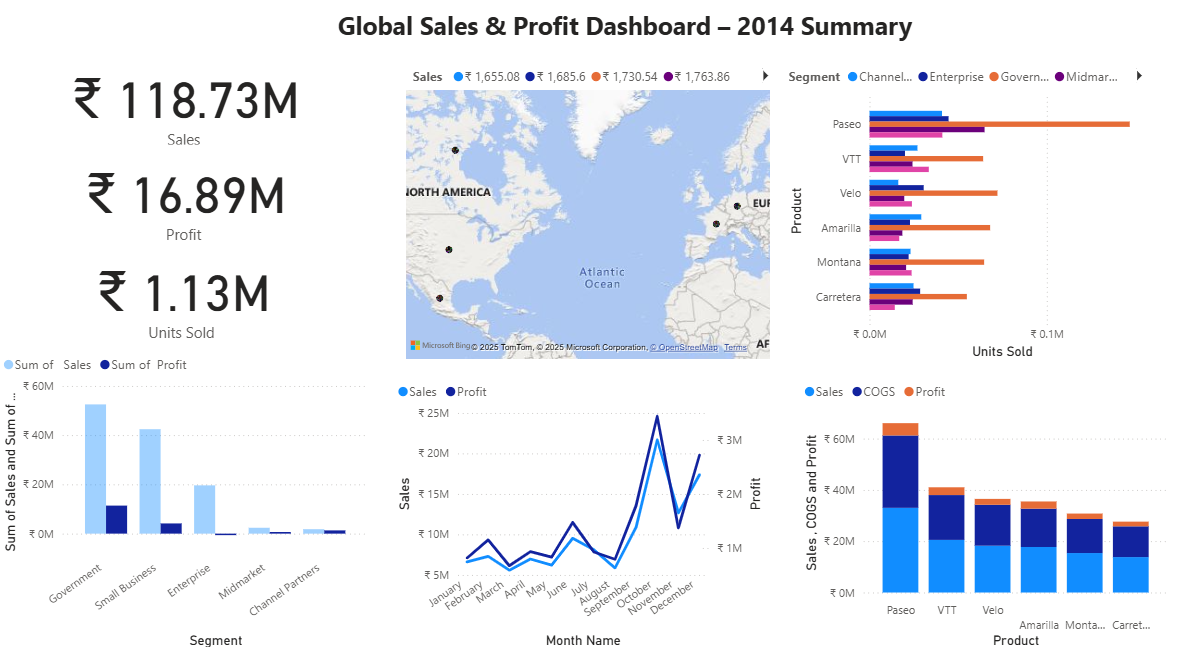 Global Sales & Profit Dashboard – 2014 Summary
₹ 118.73M
Sales
₹ 16.89M
Profit
₹ 1.13M
Units Sold
Sales ₹ 1,655.08 ₹ 1,685.6 ₹ 1,730.54 ₹ 1,763.86
NORTH AMERICA
EUR
Atlantic
Ocean
AF
Microsoft Bing
© 2025 TomTom, © 2025 Microsoft Corporation, © OpenStreetMap Terms
Segment Channel... Enterprise Govern... Midmar...
Product
Paseo
VTT
Velo
Amarilla
Montana
Carretera
₹ 0.0M ₹ 0.1M
Units Sold
Sum of Sales Sum of Profit
Sum of Sales and Sum of ...
₹ 60M
₹ 40M
₹ 20M
₹ 0M
Government Small Business Enterprise Midmarket Channel Partners
Segment
Sales Profit
Sales
₹ 25M
₹ 20M
₹ 15M
₹ 10M
₹ 5M
₹ 3M
₹ 2M
₹ 1M
Profit
January February March April May June July August September October November December
Month Name
Sales COGS Profit
Sales , COGS and Profit
₹ 60M
₹ 40M
₹ 20M
₹ 0M
Paseo VTT Velo
Amarilla Monta... Carret...
Product